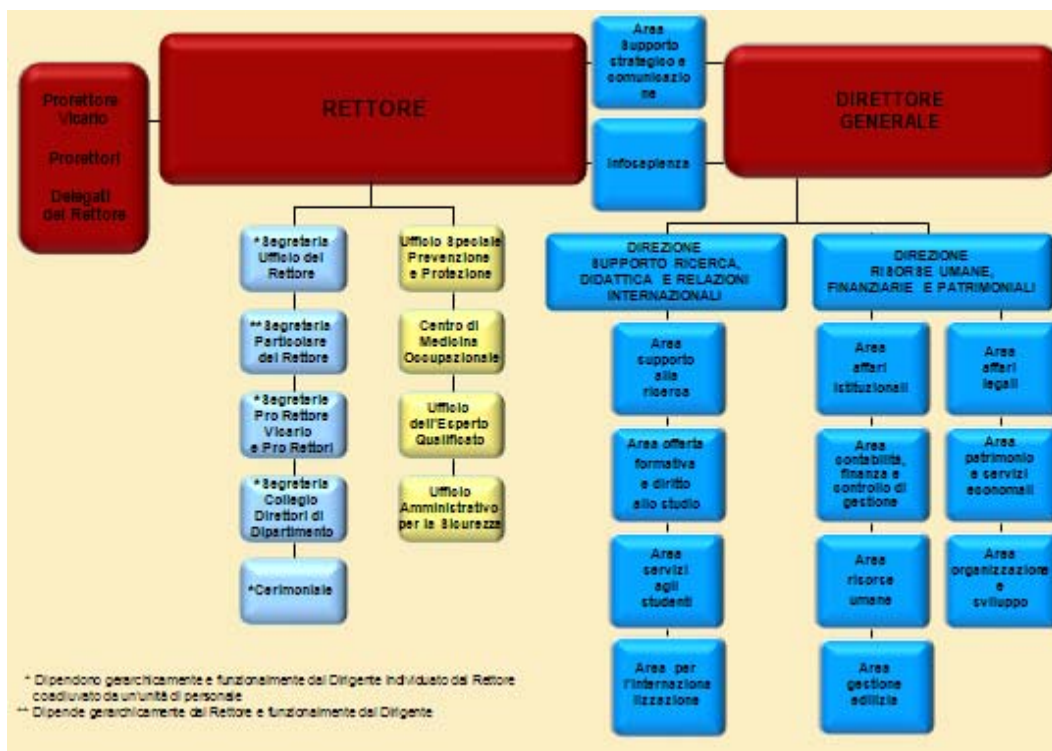 Prorettore
Vicario
Prorettori
Delegati
del Rettore
RETTORE
Area
Supporto
strategico e
comunicazio
ne
Infosapienza
DIRETTORE
GENERALE
*Segreteria
Ufficio del
Rettore
**Segreteria
Particolare
del Rettore
*Segreteria
Pro Rettore
Vicario
e Pro Rettori
*Segreteria
Collegio
Direttori di
Dipartimento
*Cerimoniale
Ufficio Speciale
Prevenzione
e Protezione
Centro di
Medicina
Occupazionale
Ufficio
dell'Esperto
Qualificato
Ufficio
Amministrativo
per la Sicurezza
DIREZIONE
SUPPORTO RICERCA,
DIDATTICA E RELAZIONI
INTERNAZIONALI
Area
supporto
alla
ricerca
Area offerta
formativa
e diritto
allo studio
Area
servizi
agli
studenti
Area per
l'internaziona
lizzazione
DIREZIONE
RISORSE UMANE,
FINANZIARIE E PATRIMONIALI
Area
affari
istituzionali
Area
contabilità,
finanza e
controllo di
gestione
Area
risorse
umane
Area
gestione
edilizia
Area
affari
legali
Area
patrimonio
e servizi
economali
Area
organizzazione
e
sviluppo
* Dipendono gerarchicamente e funzionalmente dal Dirigente individuato dal Rettore
coadiuvato da un'unità di personale
** Dipende gerarchicamente dal Rettore e funzionalmente dal Dirigente